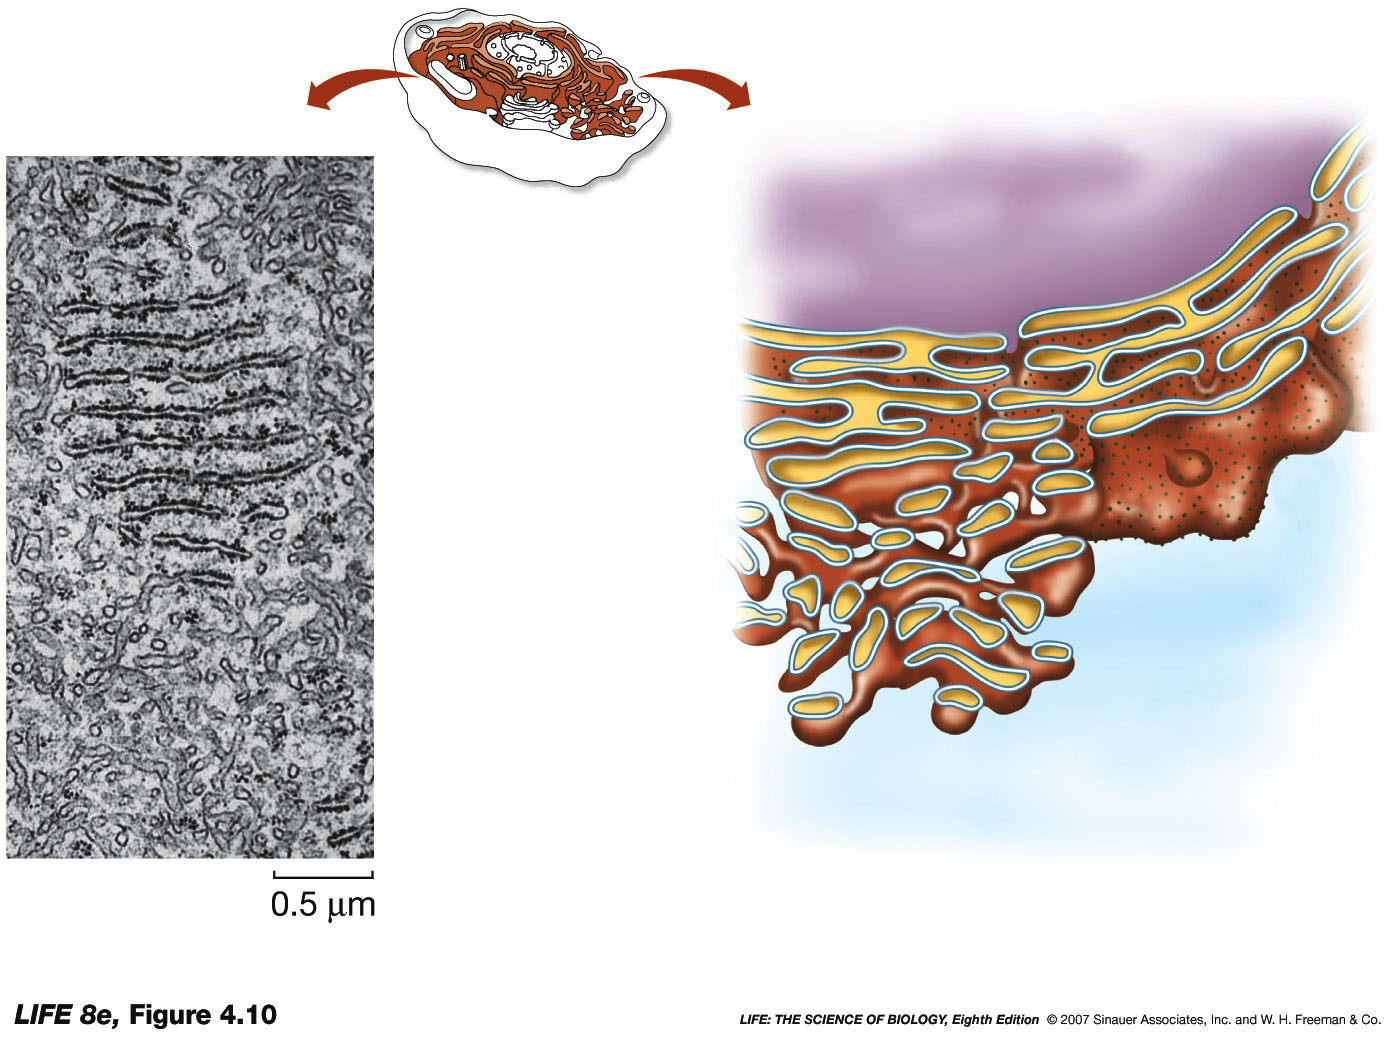 0.5 μm
LIFE 8e, Figure 4.10
LIFE: THE SCIENCE OF BIOLOGY, Eighth Edition © 2007 Sinauer Associates, Inc. and W. H. Freeman & Co.